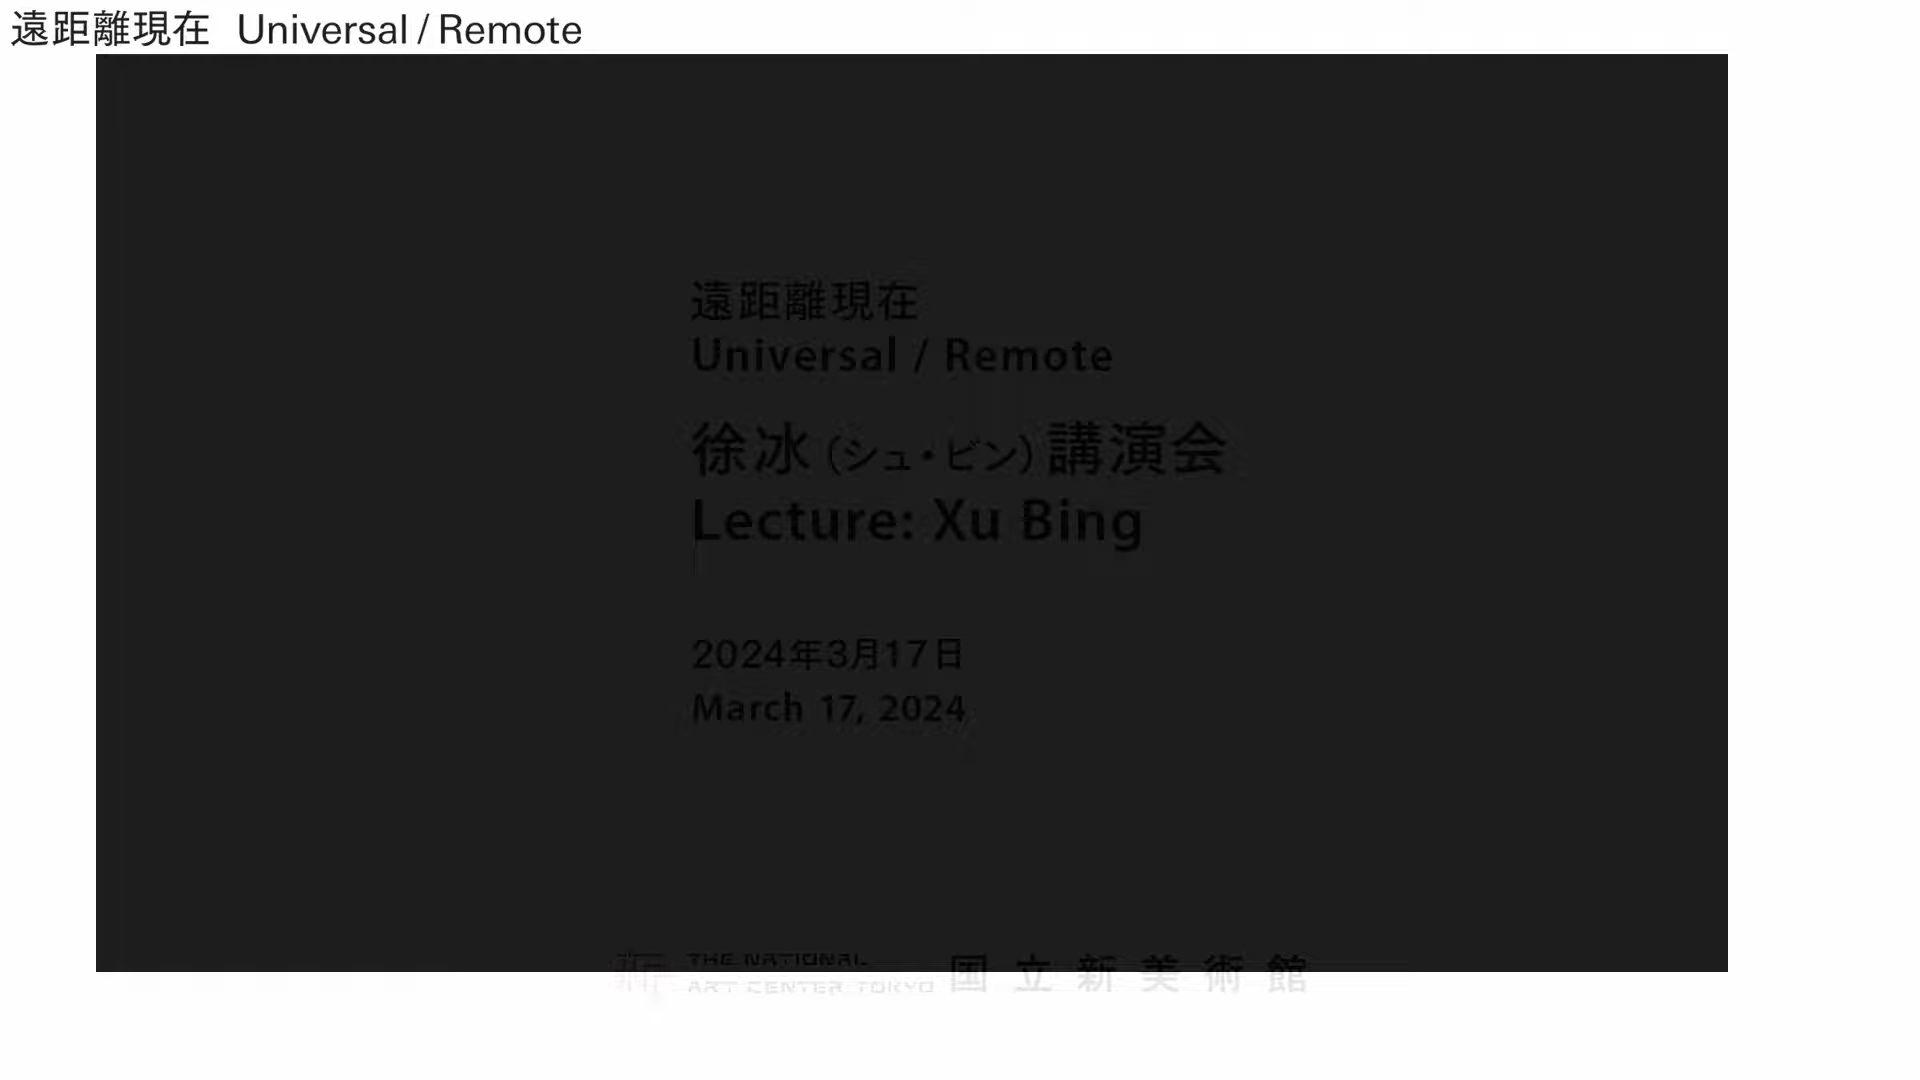 遠距離現在 Universal / Remote
遠距離現在
Universal / Remote
徐冰（シュ・ビン）講演会
Lecture: Xu Bing
2024年3月17日
March 17, 2024
新 THE NATIONAL ART CENTER TOKYO 国立新美術館